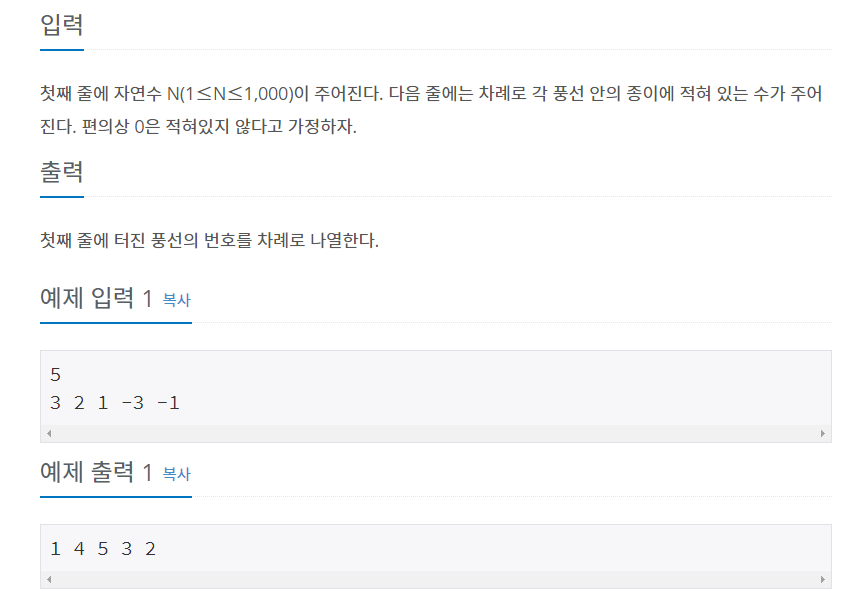 입력
첫째 줄에 자연수 N(1≤N≤1,000)이 주어진다. 다음 줄에는 차례로 각 풍선 안의 종이에 적혀 있는 수가 주어
진다. 편의상 0은 적혀있지 않다고 가정하자.
출력
첫째 줄에 터진 풍선의 번호를 차례로 나열한다.
예제 입력 1 복사
5
3 2 1 -3 -1
예제 출력 1 복사
1 4 5 3 2